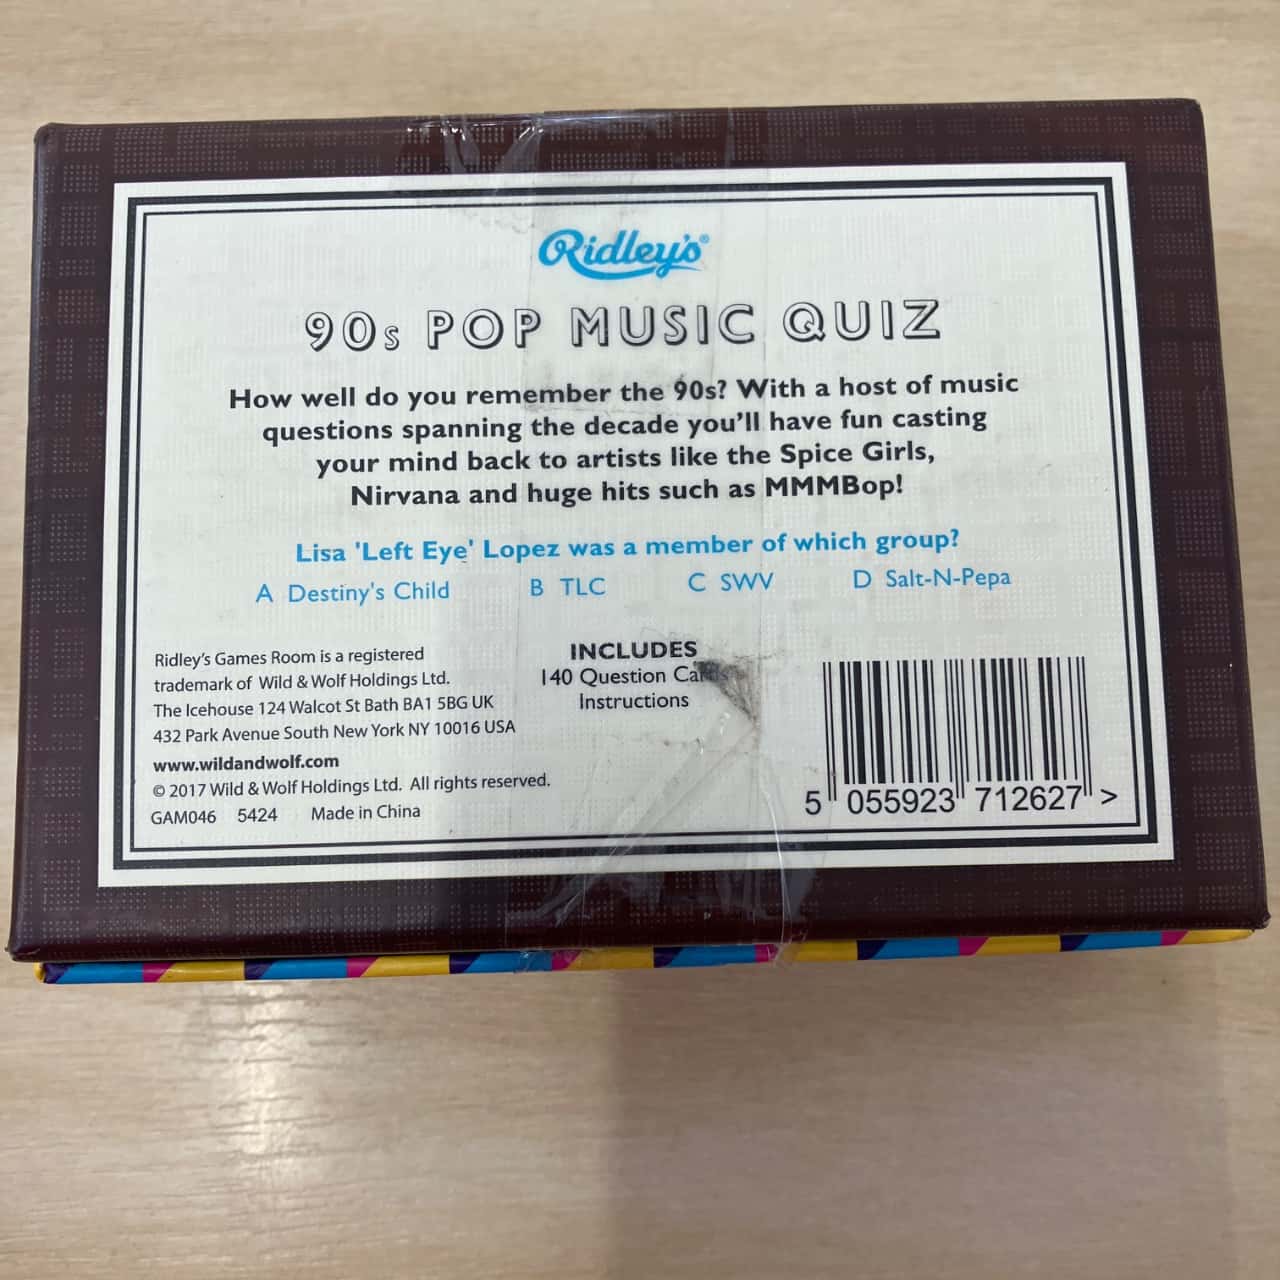 Ridley's®
90s POP MUSIC QUIZ
How well do you remember the 90s? With a host of music
questions spanning the decade you'll have fun casting
your mind back to artists like the Spice Girls,
Nirvana and huge hits such as MMMBop!
Lisa 'Left Eye' Lopez was a member of which group?
A Destiny's Child B TLC C SWV D Salt-N-Pepa
Ridley's Games Room is a registered
trademark of Wild & Wolf Holdings Ltd.
The Icehouse 124 Walcot St Bath BA1 5BG UK
432 Park Avenue South New York NY 10016 USA
www.wildandwolf.com
© 2017 Wild & Wolf Holdings Ltd. All rights reserved.
GAM046 5424 Made in China
INCLUDES
140 Question Cards
Instructions
5 055923 712627 >